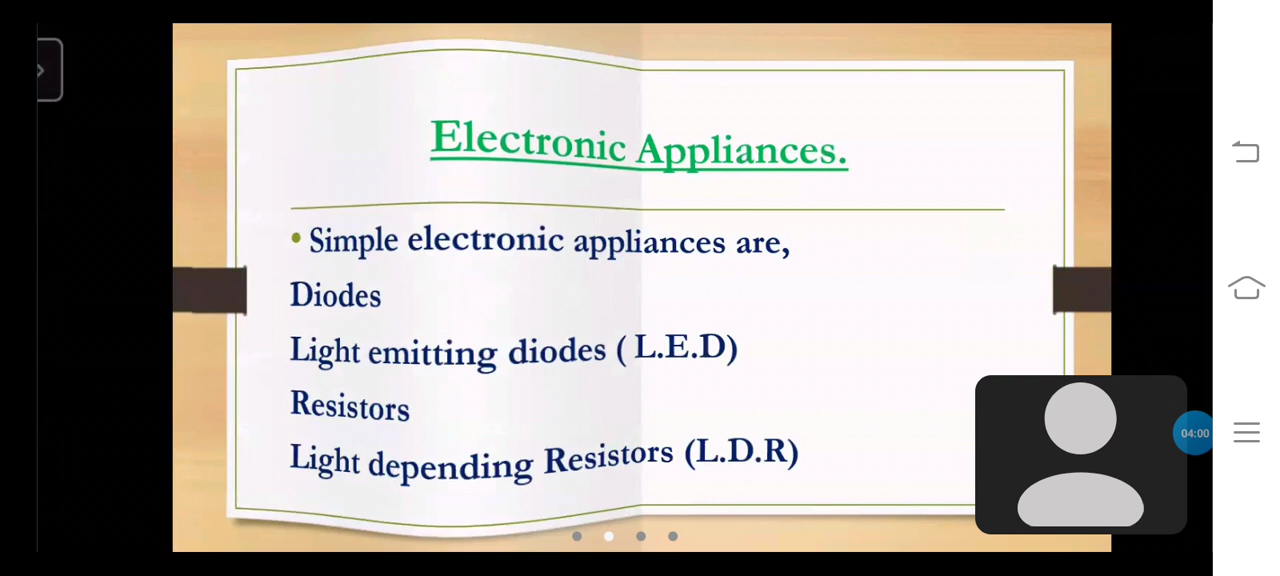 Electronic Appliances.
• Simple electronic appliances are,
Diodes
Light emitting diodes ( L.E.D)
Resistors
Light depending Resistors (L.D.R)
04:00